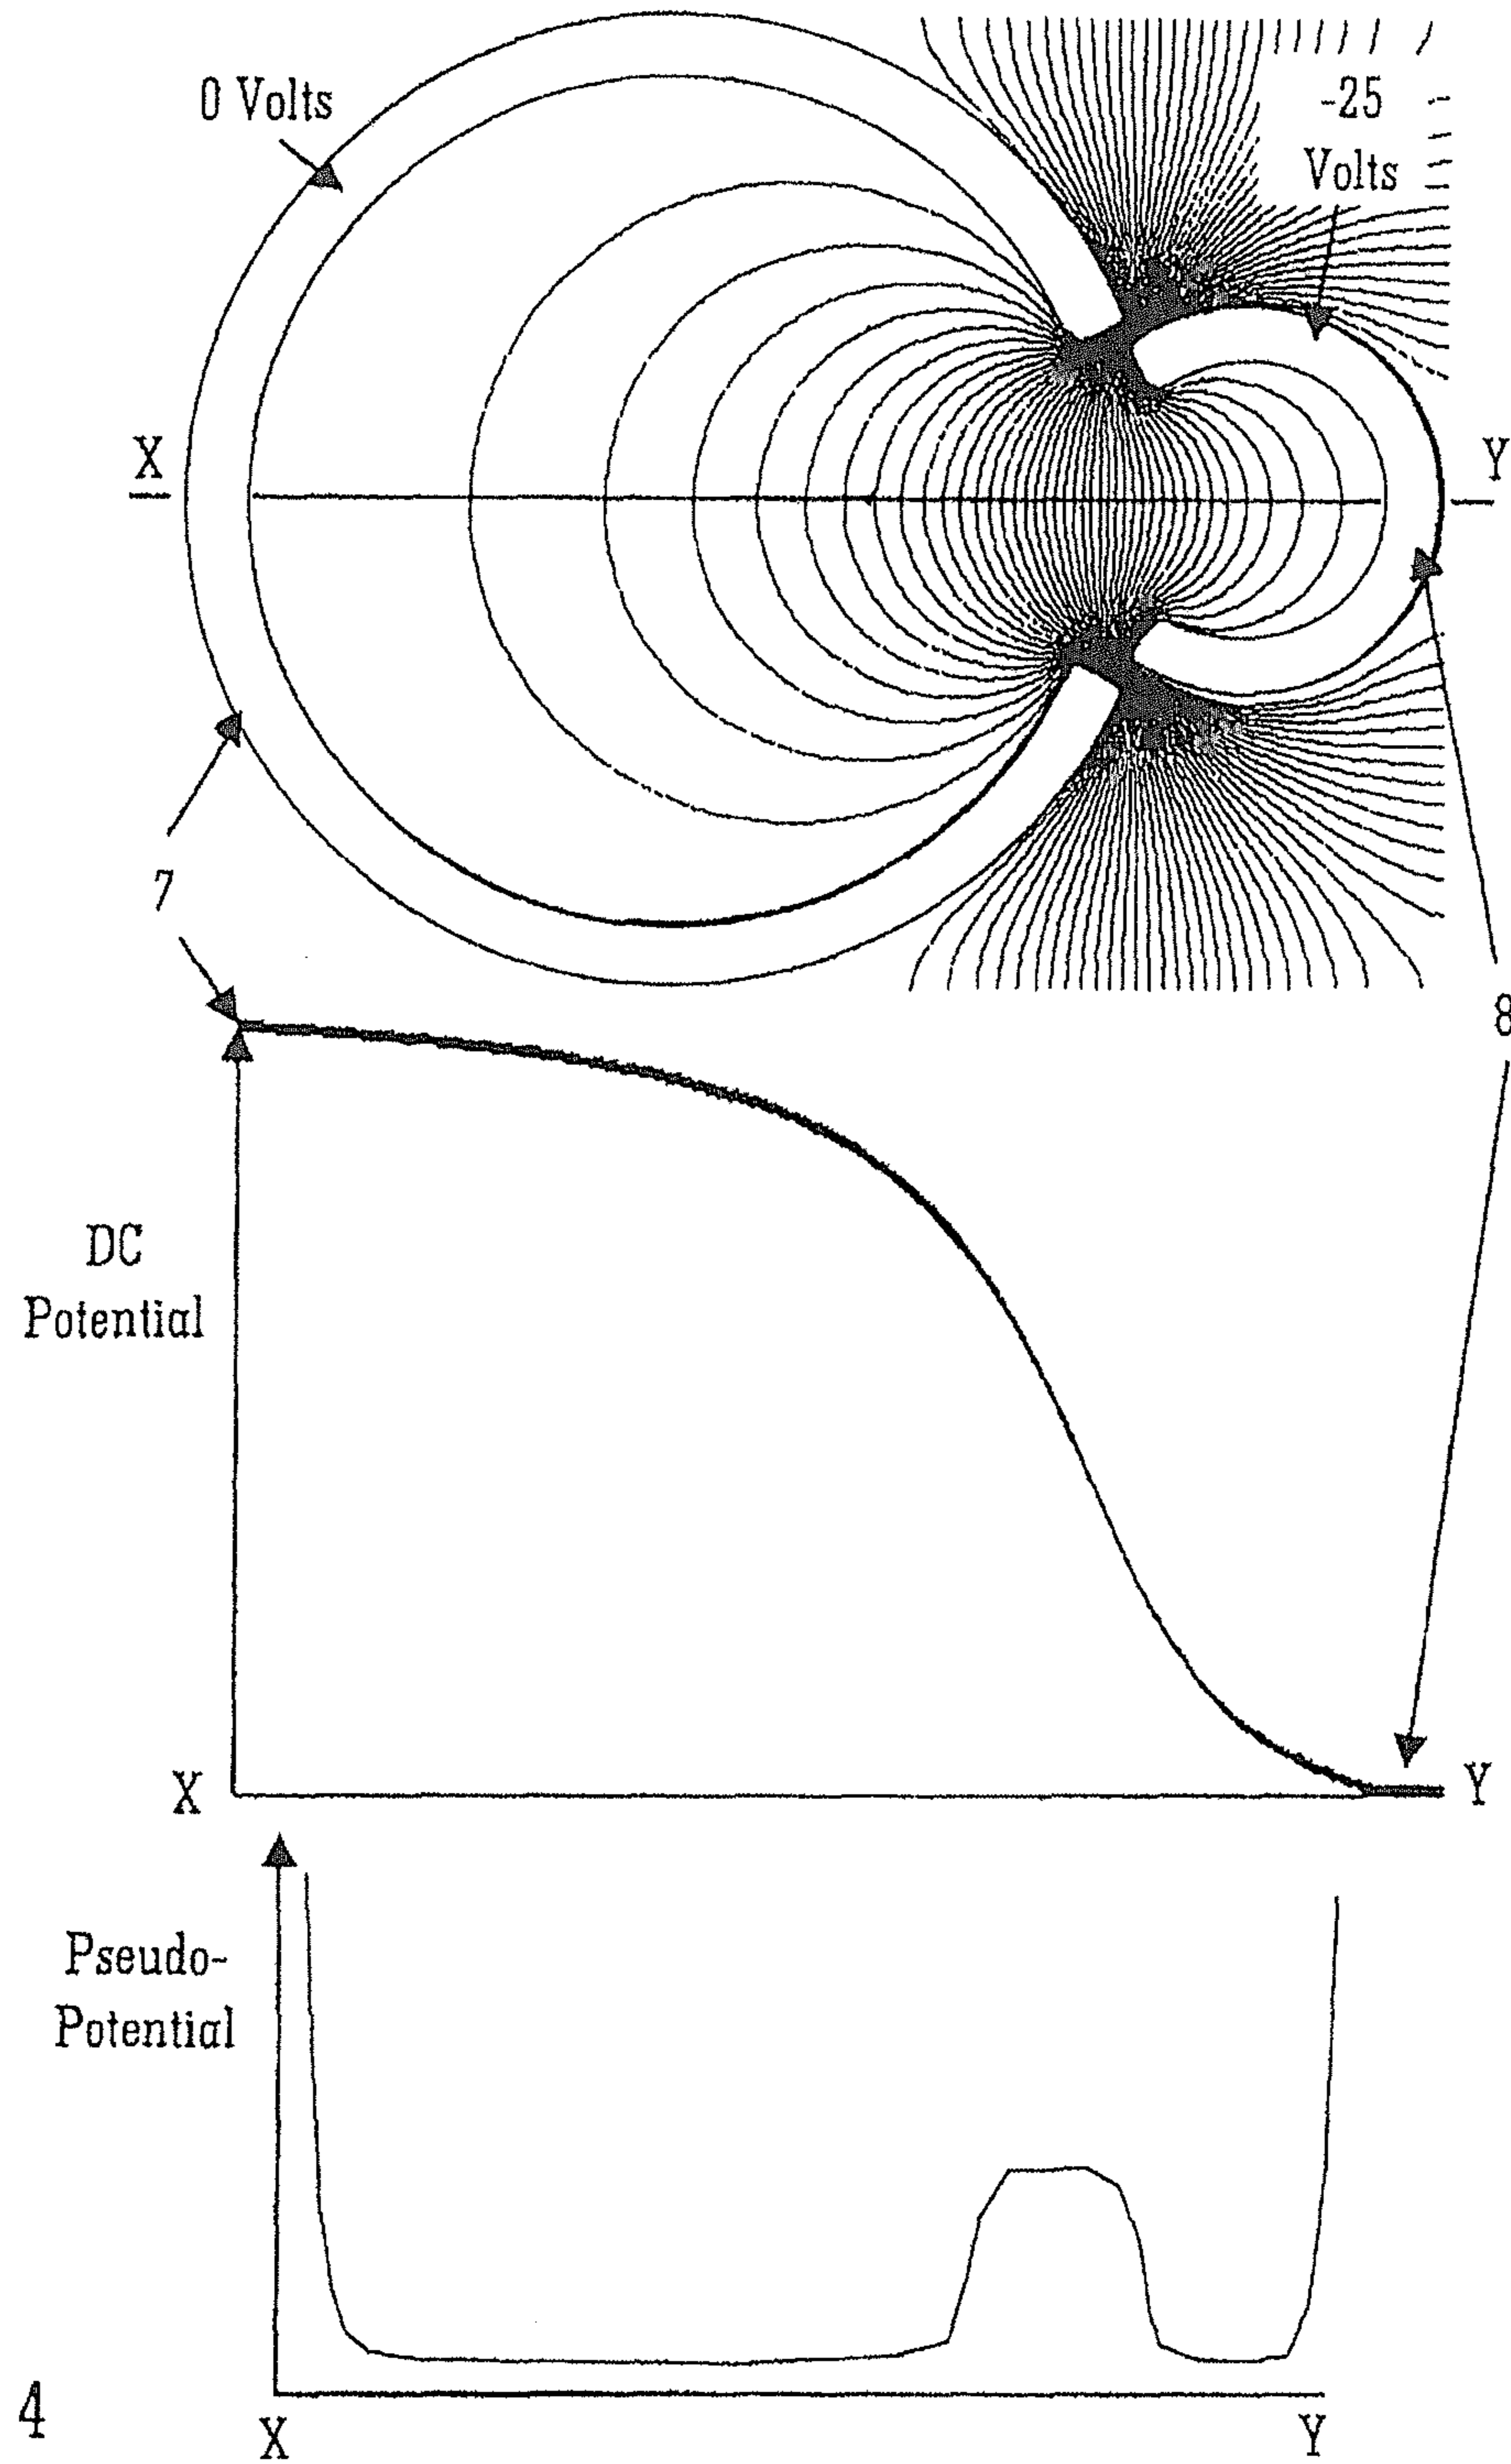 0 Volts
-25
Volts
X
Y
7
8
DC
Potential
X
Y
Pseudo-
Potential
4
X
Y